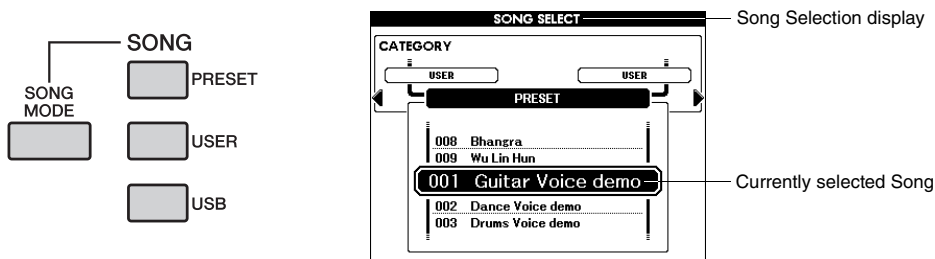 SONG
PRESET
SONG
MODE
USER
USB
SONG SELECT
Song Selection display
CATEGORY
USER
USER
PRESET
008 Bhangra
009 Wu Lin Hun
001 Guitar Voice demo
Currently selected Song
002 Dance Voice demo
003 Drums Voice demo